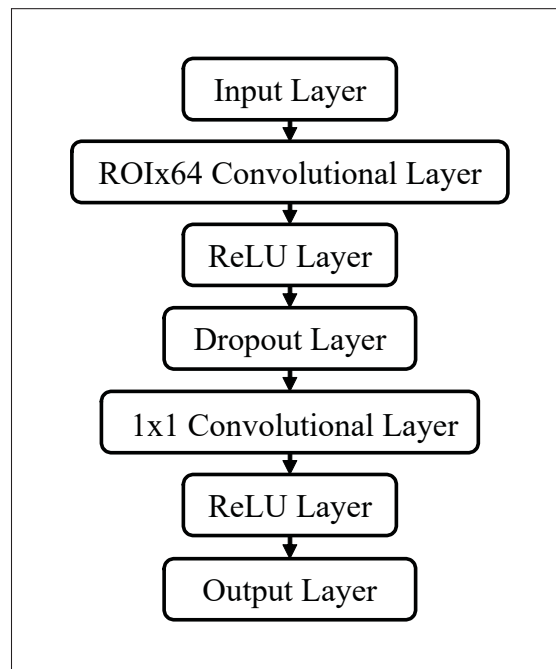 Input Layer
ROIx64 Convolutional Layer
ReLU Layer
Dropout Layer
1x1 Convolutional Layer
ReLU Layer
Output Layer